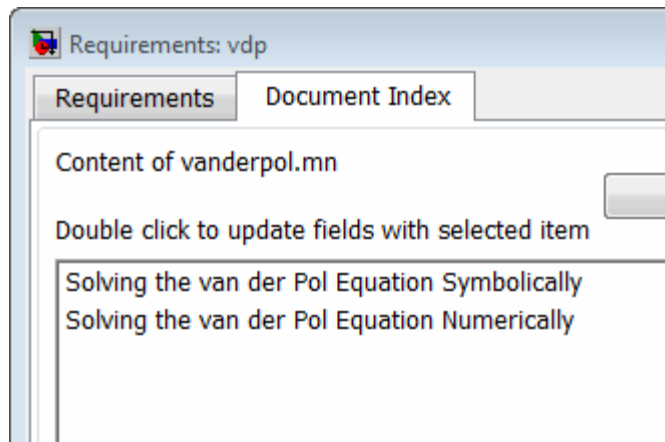 Requirements: vdp
Requirements Document Index
Content of vanderpol.mn
Double click to update fields with selected item
Solving the van der Pol Equation Symbolically
Solving the van der Pol Equation Numerically